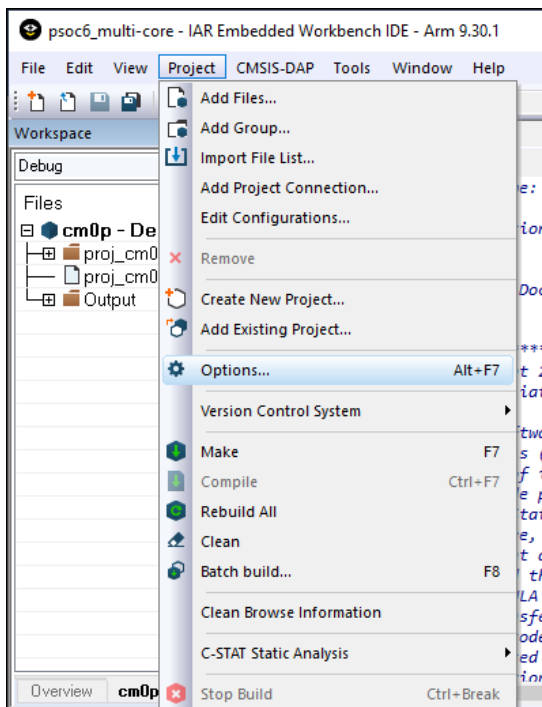 psoc6_multi-core - IAR Embedded Workbench IDE - Arm 9.30.1
File Edit View Project CMSIS-DAP Tools Window Help
Workspace
Debug
Files
cm0p - De
proj_cm0
proj_cm0
Output
Overview cm0p
Add Files...
Add Group...
Import File List...
Add Project Connection...
Edit Configurations...
Remove
Create New Project...
Add Existing Project...
Options... Alt+F7
Version Control System
Make F7
Compile Ctrl+F7
Rebuild All
Clean
Batch build... F8
Clean Browse Information
C-STAT Static Analysis
Stop Build Ctrl+Break